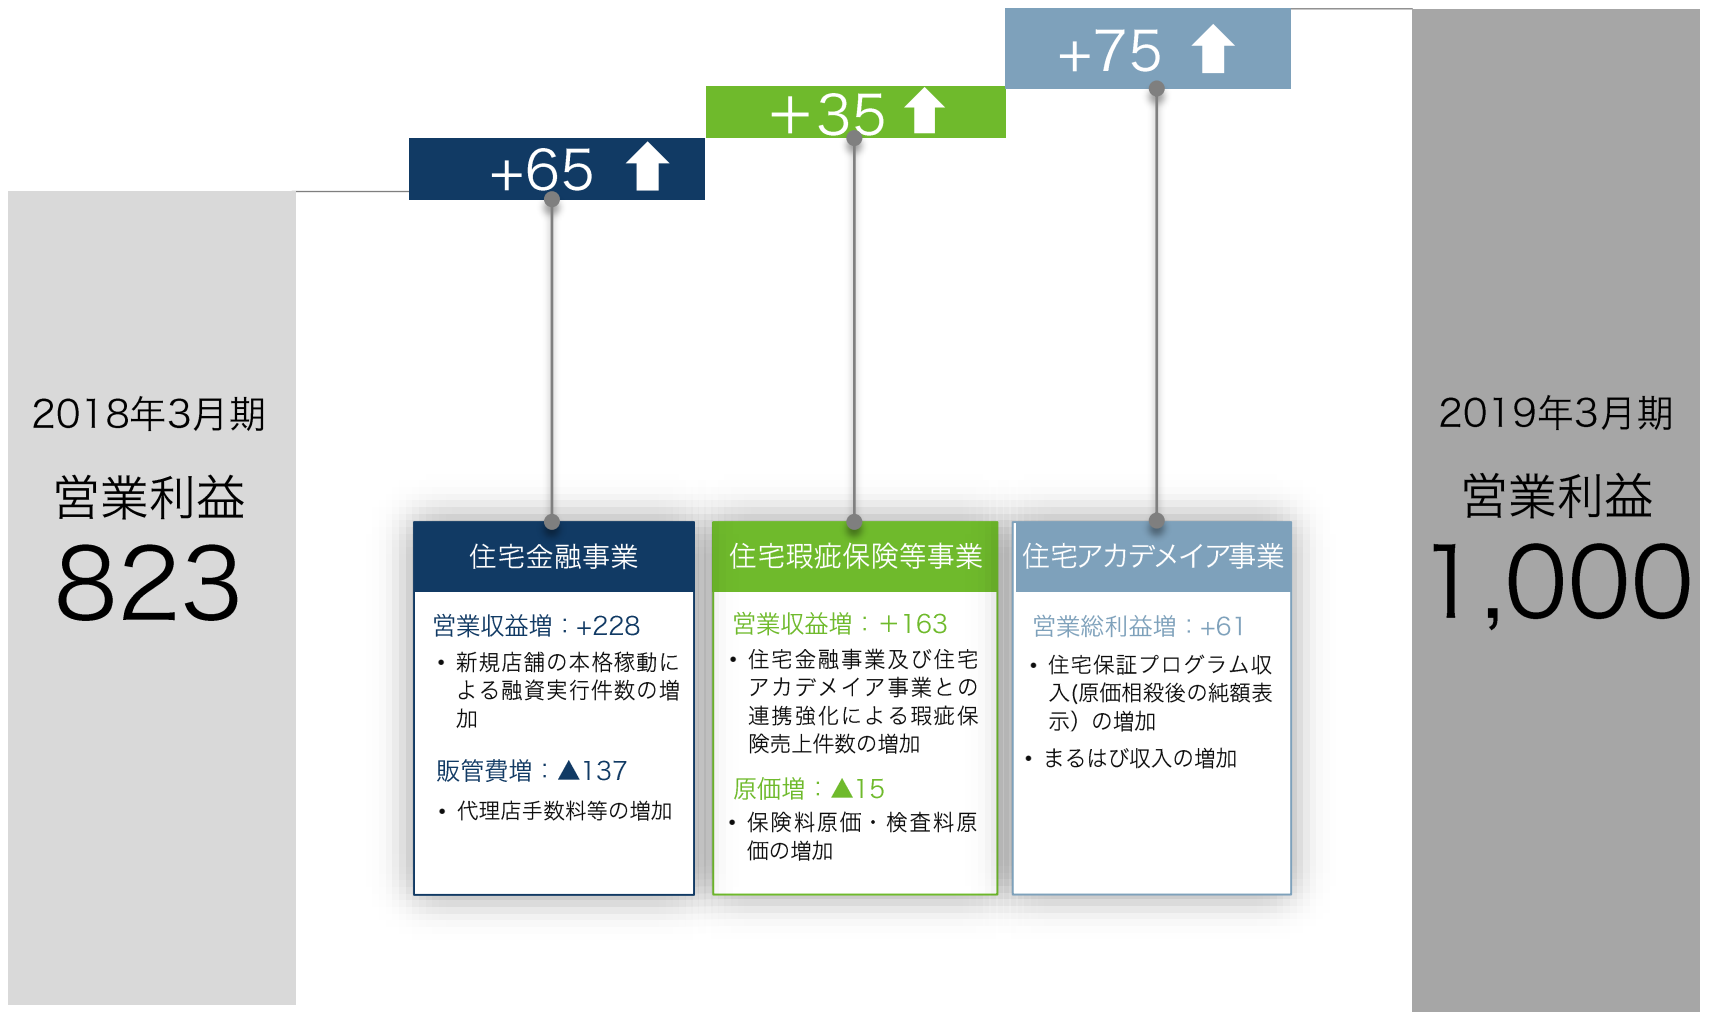 2018年3月期
営業利益
823
+65
＋35
+75
2019年3月期
営業利益
1,000
住宅金融事業
営業収益増：+228
• 新規店舗の本格稼動に
よる融資実行件数の増
加
販管費増：▲137
• 代理店手数料等の増加
住宅瑕疵保険等事業
営業収益増：＋163
• 住宅金融事業及び住宅
アカデメイア事業との
連携強化による瑕疵保
険売上件数の増加
原価増：▲15
• 保険料原価・検査料原
価の増加
住宅アカデメイア事業
営業総利益増：+61
• 住宅保証プログラム収
入(原価相殺後の純額表
示）の増加
• まるはび収入の増加